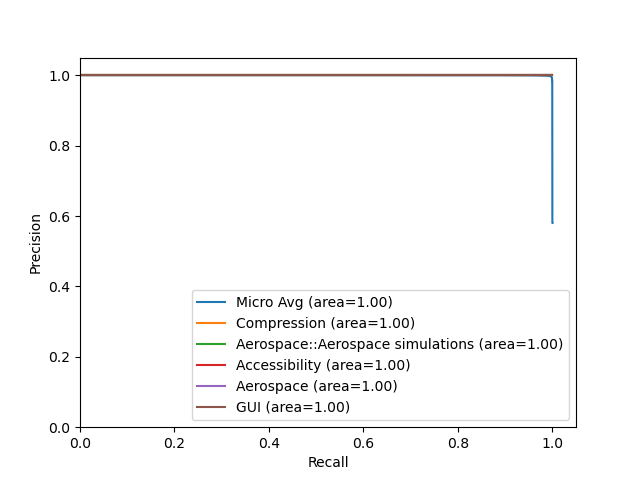 1.0
0.8
0.6
0.4
0.2
0.0
Precision
Micro Avg (area=1.00)
Compression (area=1.00)
Aerospace::Aerospace simulations (area=1.00)
Accessibility (area=1.00)
Aerospace (area=1.00)
GUI (area=1.00)
0.0 0.2 0.4 0.6 0.8 1.0
Recall